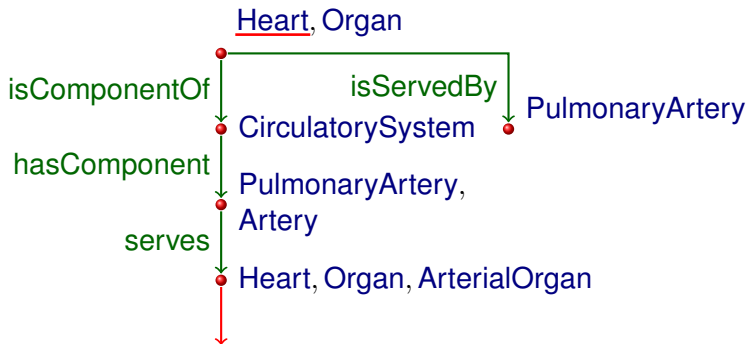 Heart, Organ
isComponentOf
isServedBy
PulmonaryArtery
CirculatorySystem
hasComponent
PulmonaryArtery,
Artery
serves
Heart, Organ, ArterialOrgan